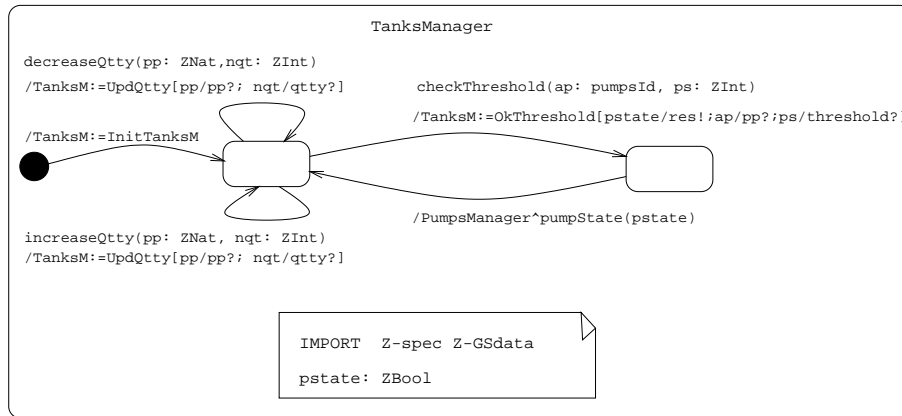 TanksManager
decreaseQtty(pp: ZNat,nqt: ZInt)
/TanksM:=UpdQtty[pp/pp?; nqt/qtty?]
checkThreshold(ap: pumpsId, ps: ZInt)
/TanksM:=OkThreshold[pstate/res!;ap/pp?;ps/threshold?]
/TanksM:=InitTanksM
/PumpsManager^pumpState(pstate)
increaseQtty(pp: ZNat, nqt: ZInt)
/TanksM:=UpdQtty[pp/pp?; nqt/qtty?]
IMPORT  Z-spec Z-GSdata
pstate: ZBool